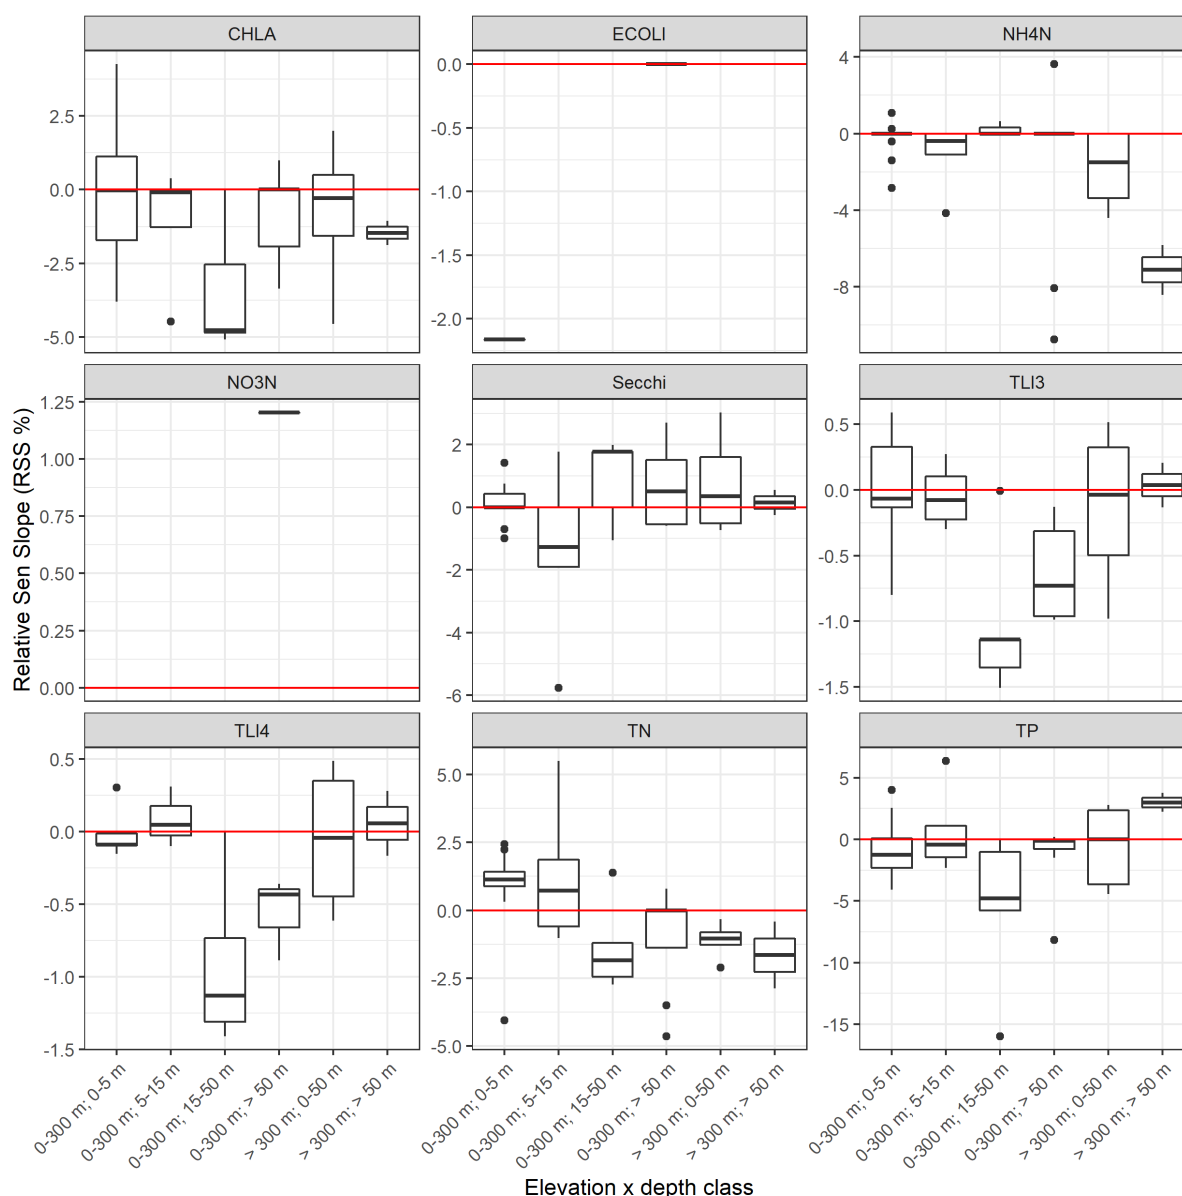 CHLA
ECOLI
NH4N
2.5
0.0
-2.5
-5.0
0.0
-0.5
-1.0
-1.5
-2.0
4
0
-4
-8
NO3N
Secchi
TLI3
1.25
1.00
0.75
0.50
0.25
0.00
2
0
-2
-4
-6
0.5
0.0
-0.5
-1.0
-1.5
Relative Sen Slope (RSS %)
TLI4
TN
TP
0.5
0.0
-0.5
-1.0
-1.5
5.0
2.5
0.0
-2.5
-5.0
5
0
-5
-10
-15
0-300 m; 0-5 m
0-300 m; 5-15 m
0-300 m; 15-50 m
0-300 m; > 50 m
> 300 m; 0-50 m
> 300 m; > 50 m
0-300 m; 0-5 m
0-300 m; 5-15 m
0-300 m; 15-50 m
0-300 m; > 50 m
> 300 m; 0-50 m
> 300 m; > 50 m
0-300 m; 0-5 m
0-300 m; 5-15 m
0-300 m; 15-50 m
0-300 m; > 50 m
> 300 m; 0-50 m
> 300 m; > 50 m
Elevation x depth class